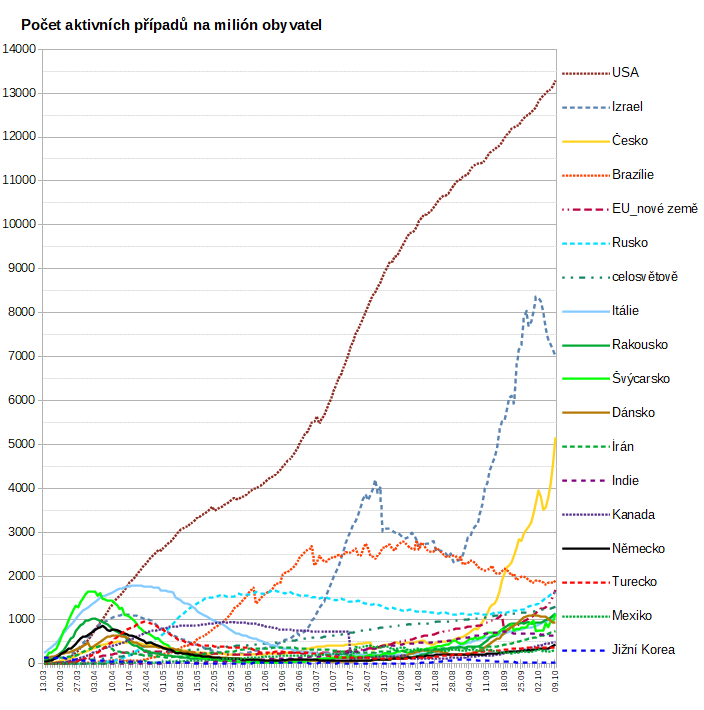 Počet aktivních případů na milión obyvatel
14000
13000
12000
11000
10000
9000
8000
7000
6000
5000
4000
3000
2000
1000
0
13.03
20.03
27.03
03.04
10.04
17.04
24.04
01.05
08.05
15.05
22.05
29.05
05.06
12.06
19.06
26.06
03.07
10.07
17.07
24.07
31.07
07.08
14.08
21.08
28.08
04.09
11.09
18.09
25.09
02.10
09.10
USA
Izrael
Česko
Brazílie
EU_nové země
Rusko
celosvětově
Itálie
Rakousko
Švýcarsko
Dánsko
Írán
Indie
Kanada
Německo
Turecko
Mexiko
Jižní Korea